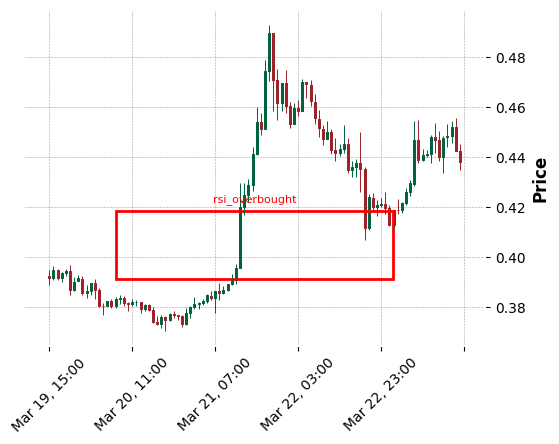 0.48
0.46
0.44
rsi_overbought
0.42
0.40
0.38
Price
Mar 19, 15:00
Mar 20, 11:00
Mar 21, 07:00
Mar 22, 03:00
Mar 22, 23:00